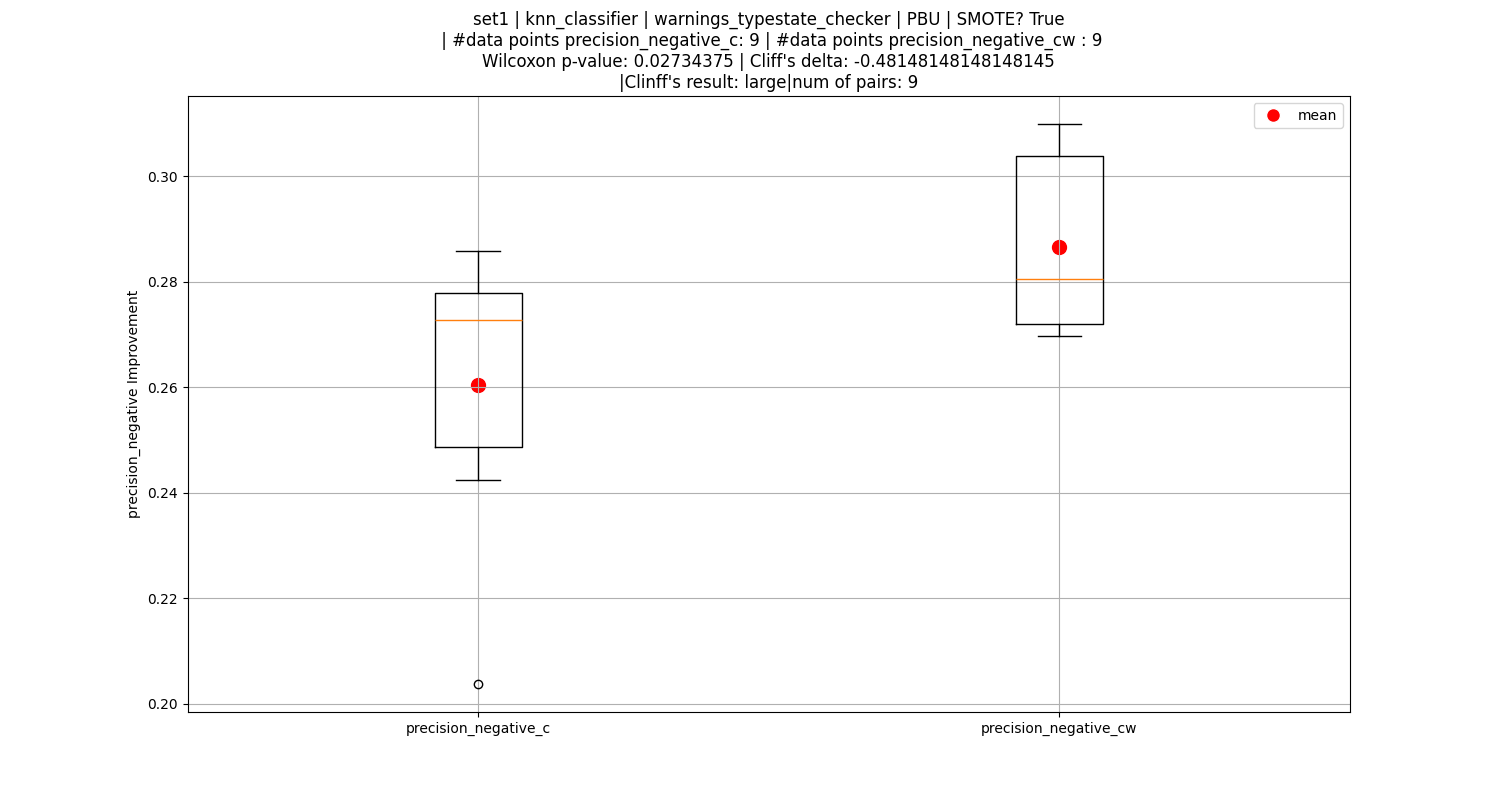 set1 | knn_classifier | warnings_typestate_checker | PBU | SMOTE? True
| #data points precision_negative_c: 9 | #data points precision_negative_cw : 9
Wilcoxon p-value: 0.02734375 | Cliff's delta: -0.48148148148148145
|Clinff's result: large|num of pairs: 9
mean
0.30
0.28
0.26
0.24
0.22
0.20
precision_negative Improvement
precision_negative_c
precision_negative_cw